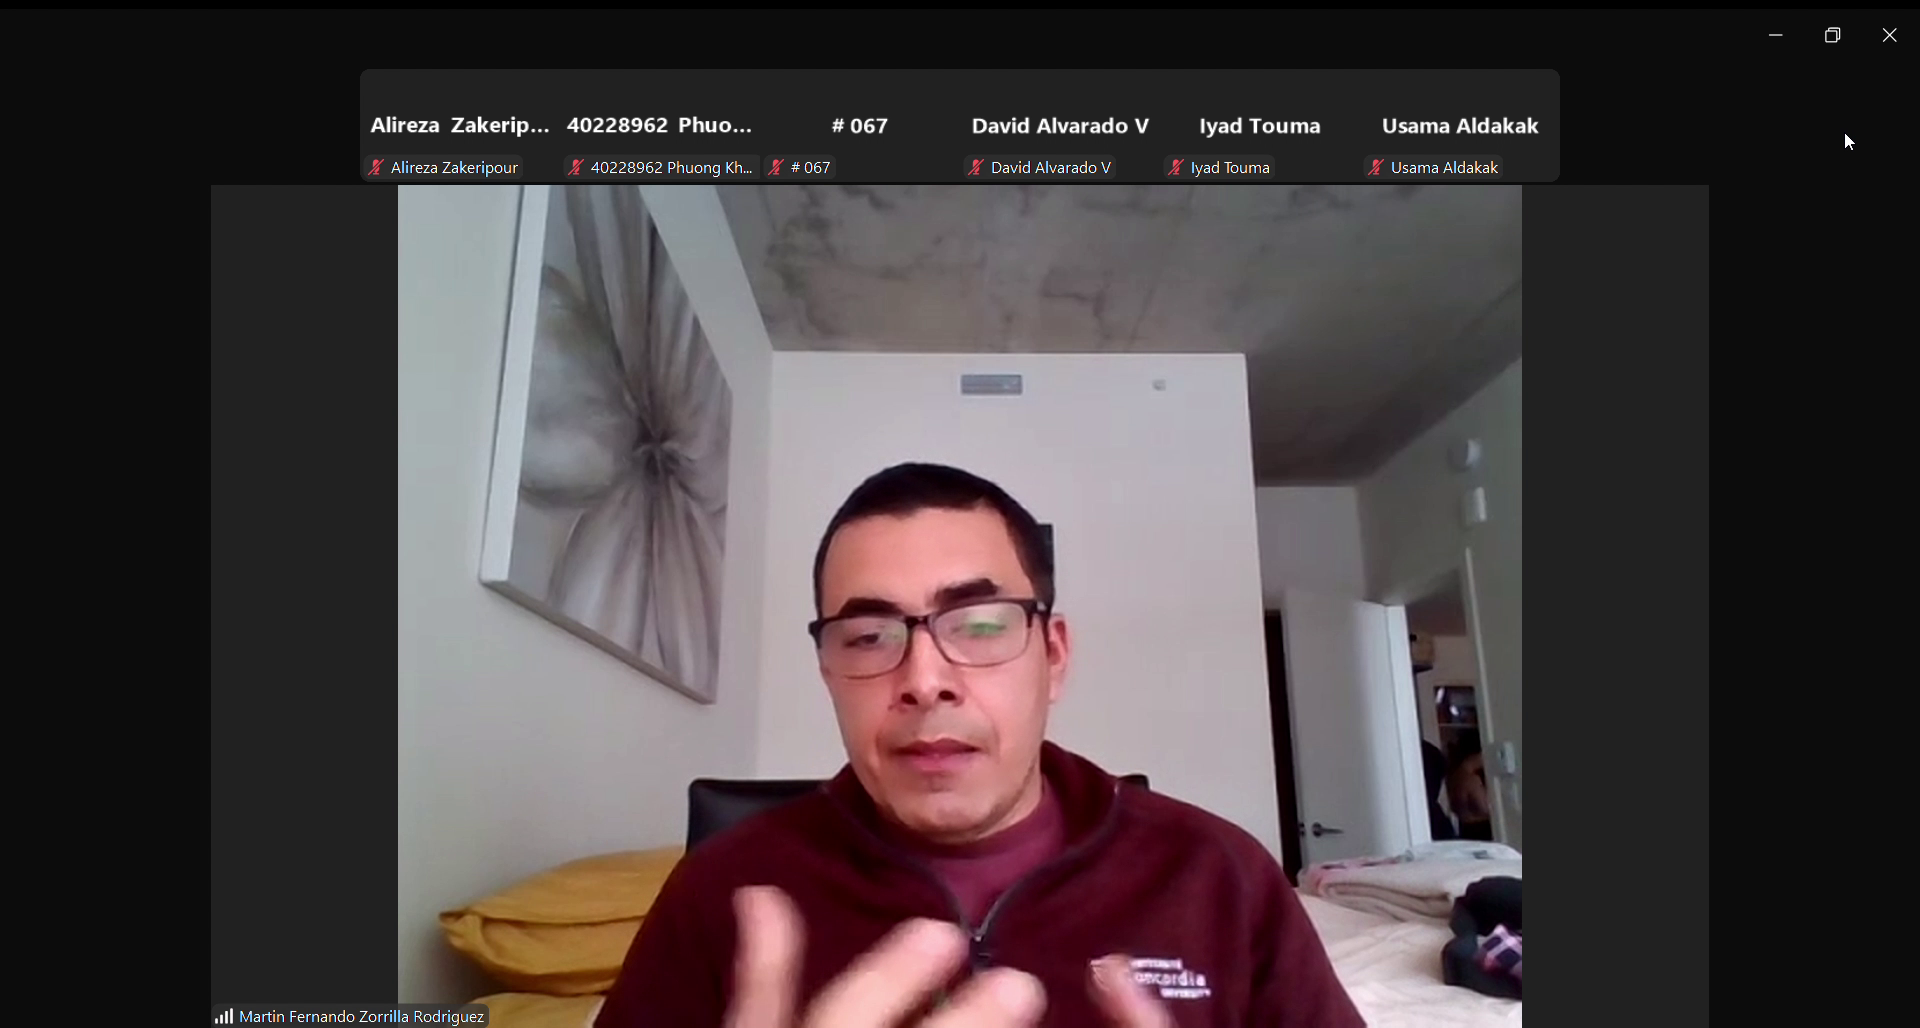 Alireza Zakerip...
40228962 Phuo...
# 067
David Alvarado V
Iyad Touma
Usama Aldakak
Alireza Zakeripour
40228962 Phuong Kh...
# 067
David Alvarado V
Iyad Touma
Usama Aldakak
Concordia
Martin Fernando Zorrilla Rodriguez